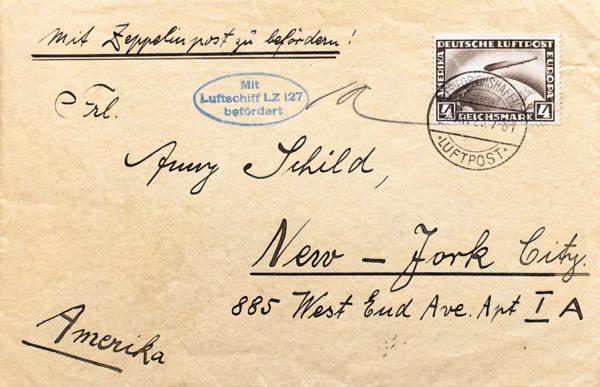 Mit Zeppelinpost zu befördern!
DEUTSCHE LUFTPOST
AMERIKA
EUROPA
4
4
REICHSMARK
FRIEDRICHSHAFEN
LUFTPOST
Mit
Luftschiff LZ 127
befördert
Frl.
Anny Schild,
New-York City.
885 West End Ave. Apt I A
Amerika